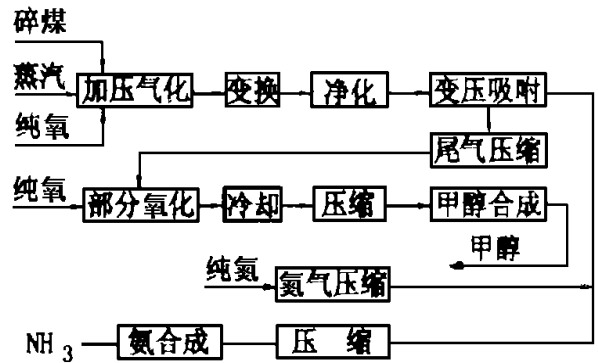 碎煤
蒸汽 加压气化 变换 净化 变压吸附
纯氧
尾气压缩
纯氧 部分氧化 冷却 压缩 甲醇合成
甲醇
纯氮 氮气压缩
NH3 氨合成 压缩